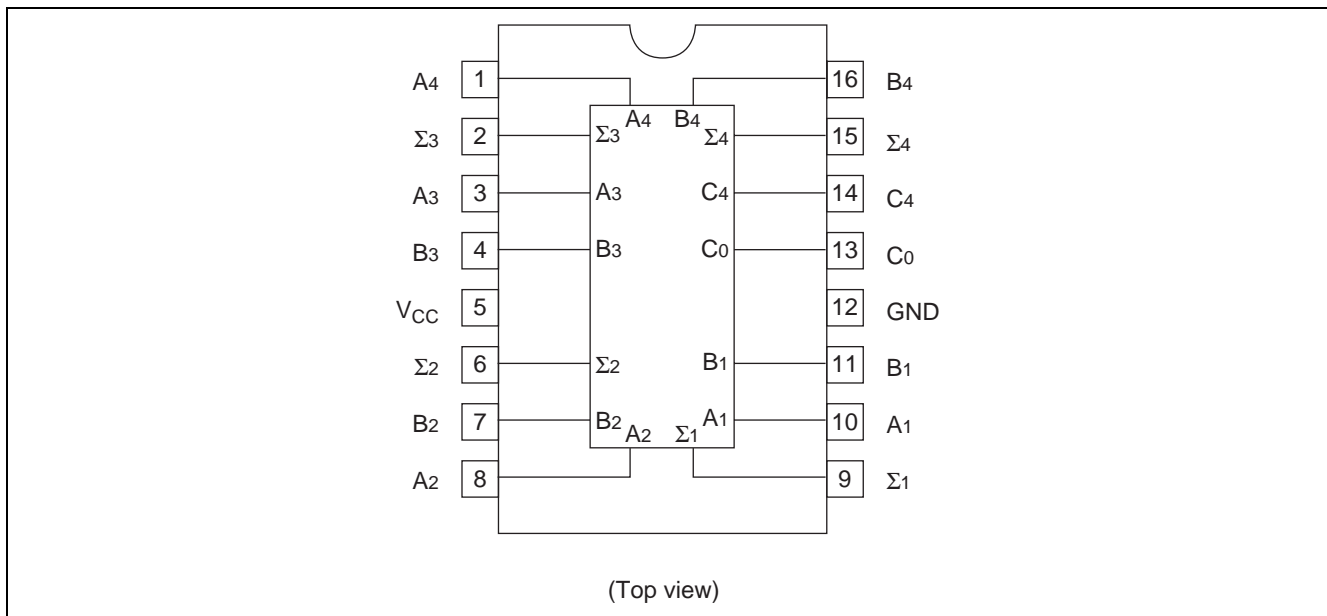 A4 1 16 B4
A4 B4
Σ3 2 Σ3 Σ4 15 Σ4
A3 3 A3 C4 14 C4
B3 4 B3 C0 13 C0
VCC 5 12 GND
Σ2 6 Σ2 B1 11 B1
B2 7 B2 A1 10 A1
A2 Σ1
A2 8 9 Σ1
(Top view)